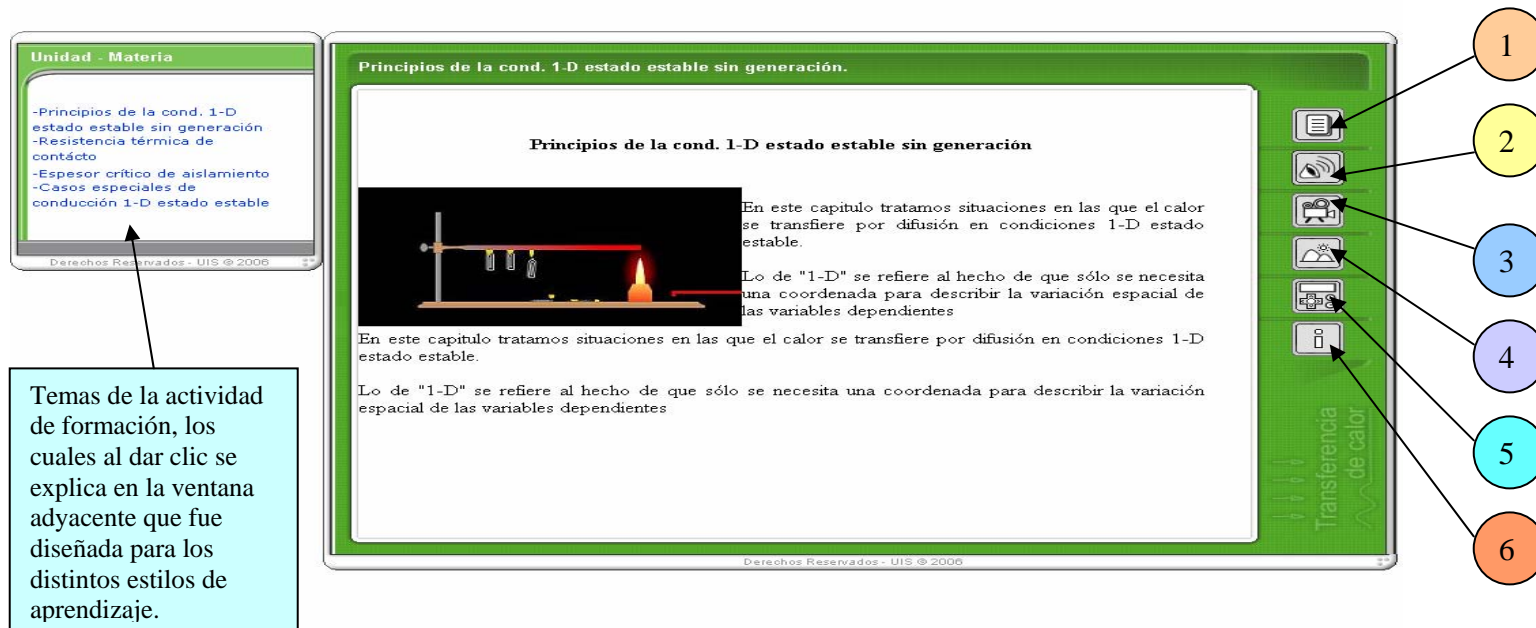 Unidad - Materia
-Principios de la cond. 1-D
estado estable sin generación
-Resistencia térmica de
contácto
-Espesor crítico de aislamiento
-Casos especiales de
conducción 1-D estado estable
Derechos Reservados - UIS © 2006
Temas de la actividad
de formación, los
cuales al dar clic se
explica en la ventana
adyacente que fue
diseñada para los
distintos estilos de
aprendizaje.
Principios de la cond. 1-D estado estable sin generación.
Principios de la cond. 1-D estado estable sin generación
En este capitulo tratamos situaciones en las que el calor
se transfiere por difusión en condiciones 1-D estado
estable.
Lo de "1-D" se refiere al hecho de que sólo se necesita
una coordenada para describir la variación espacial de
las variables dependientes
En este capitulo tratamos situaciones en las que el calor se transfiere por difusión en condiciones 1-D
estado estable.
Lo de "1-D" se refiere al hecho de que sólo se necesita una coordenada para describir la variación
espacial de las variables dependientes
Transferencia
de calor
Derechos Reservados - UIS © 2006
1
2
3
4
5
6